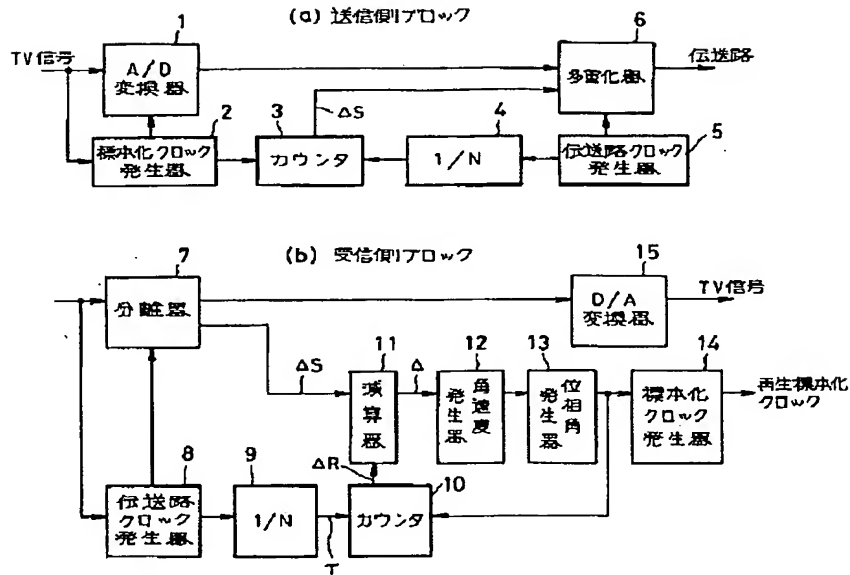 (a) 送信側ブロック
TV信号
1
A/D
変換器
2
標本化クロック
発生器
3
カウンタ
ΔS
4
1/N
5
伝送路クロック
発生器
6
多重化器
伝送路
(b) 受信側ブロック
7
分離器
8
伝送路
クロック
発生器
9
1/N
T
10
カウンタ
ΔR
ΔS
11
減算器
Δ
12
角速度
発生器
13
位相角
発生器
14
標本化
クロック
発生器
再生標本化
クロック
15
D/A
変換器
TV信号